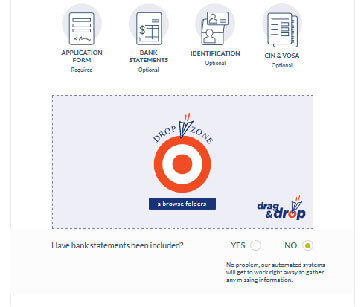 APPLICATION
FORM
Required
BANK
STATEMENTS
Optional
IDENTIFICATION
Optional
CIN & VOSA
Optional
DROP ZONE
browse folders
drag
& drop
Have bank statements been included?
YES
NO
No problem, our automated systems
will get to work right away to gather
any missing information.